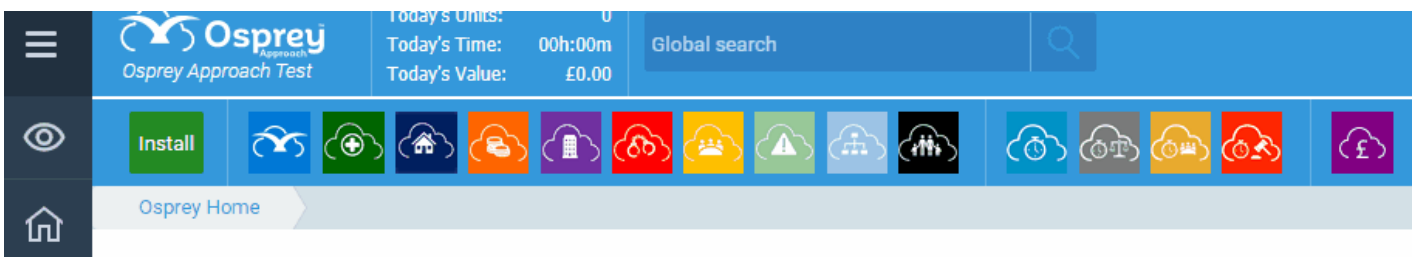 Osprey
Approach
Osprey Approach Test
Today's Units: 0
Today's Time: 00h:00m
Today's Value: £0.00
Global search
Install
£
Osprey Home